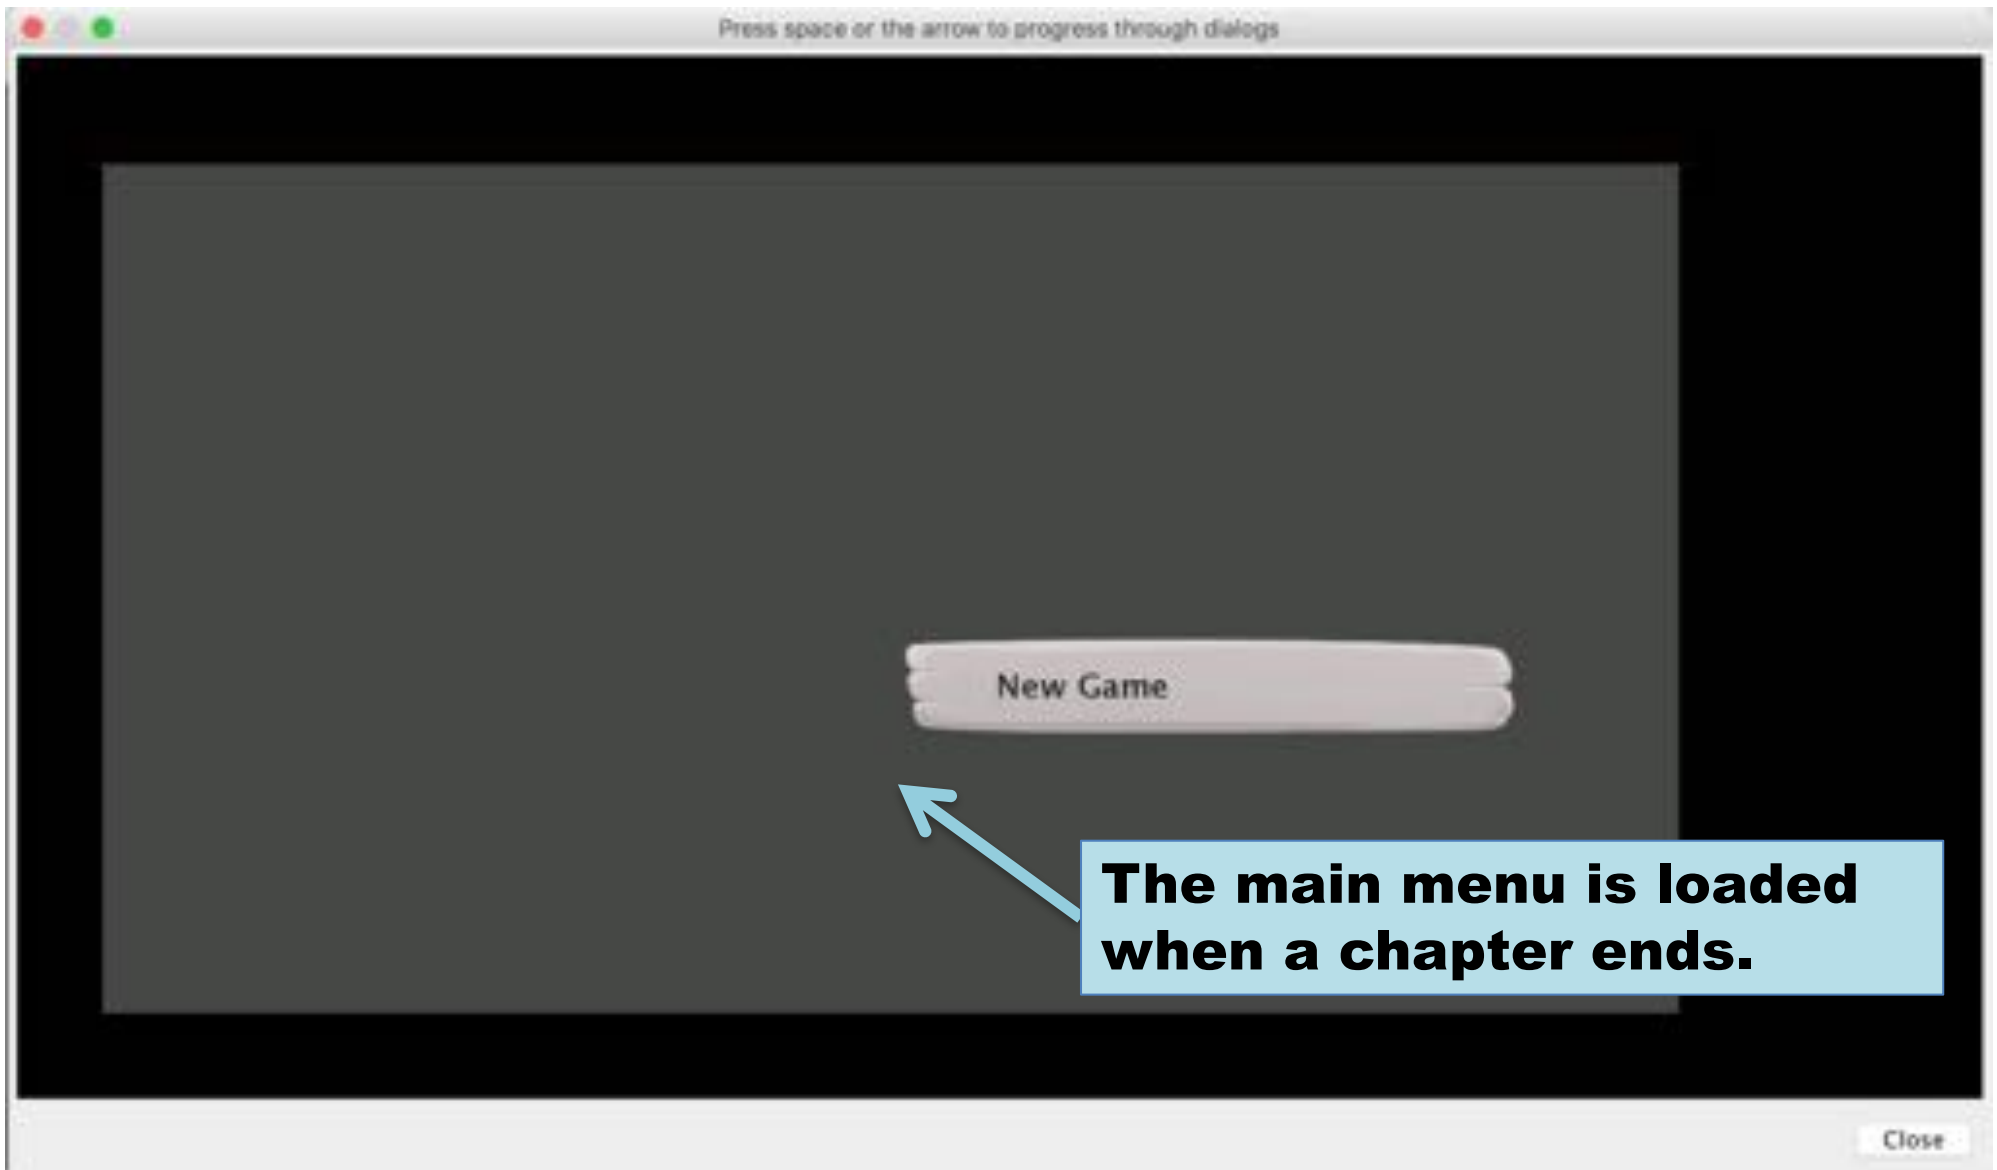 Press space or the arrow to progress through dialogs
New Game
The main menu is loaded
when a chapter ends.
Close